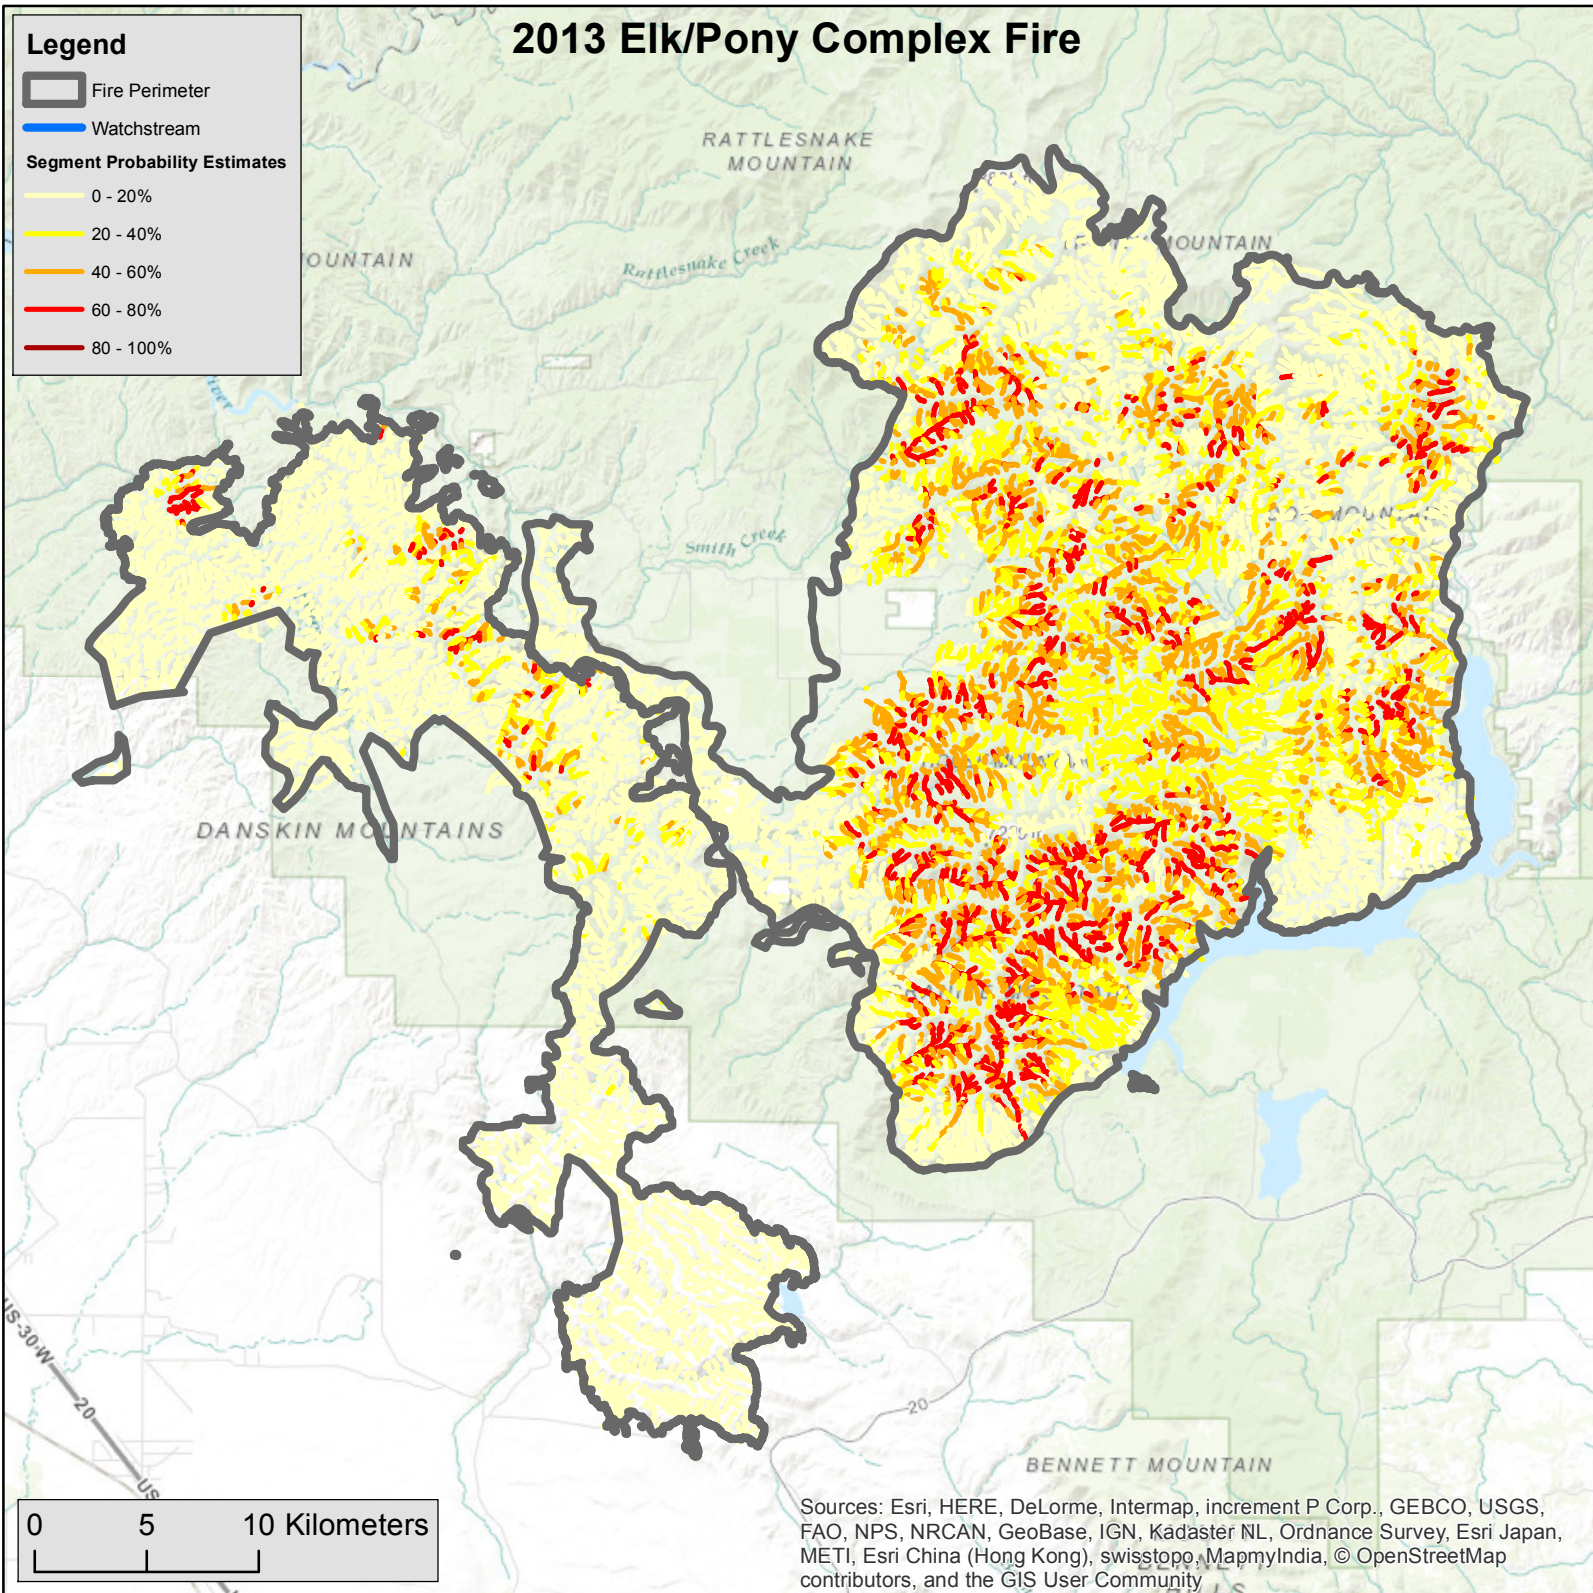 2013 Elk/Pony Complex Fire
Legend
Fire Perimeter
Watchstream
Segment Probability Estimates
0 - 20%
20 - 40%
40 - 60%
60 - 80%
80 - 100%
RATTLESNAKE
MOUNTAIN
OUNTAIN
MOUNTAIN
Rattlesnake Creek
River
Smith Creek
DANSKIN MOUNTAINS
US-30-W
20
US
20
BENNETT MOUNTAIN
0 5 10 Kilometers
Sources: Esri, HERE, DeLorme, Intermap, increment P Corp., GEBCO, USGS,
FAO, NPS, NRCAN, GeoBase, IGN, Kadaster NL, Ordnance Survey, Esri Japan,
METI, Esri China (Hong Kong), swisstopo, MapmyIndia, © OpenStreetMap
contributors, and the GIS User Community